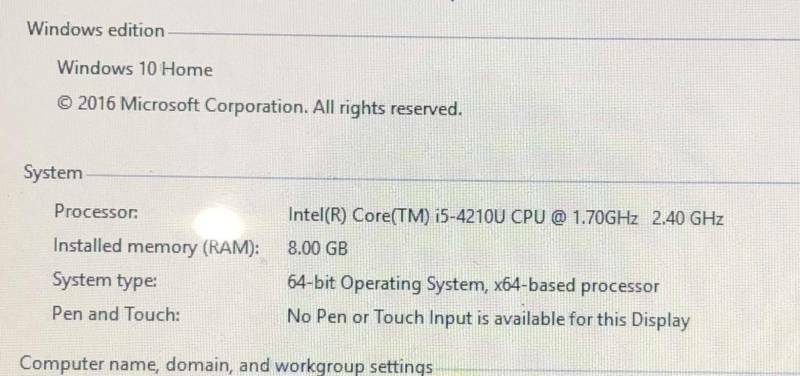 Windows edition
Windows 10 Home
© 2016 Microsoft Corporation. All rights reserved.
System
Processor: Intel(R) Core(TM) i5-4210U CPU @ 1.70GHz 2.40 GHz
Installed memory (RAM): 8.00 GB
System type: 64-bit Operating System, x64-based processor
Pen and Touch: No Pen or Touch Input is available for this Display
Computer name, domain, and workgroup settings